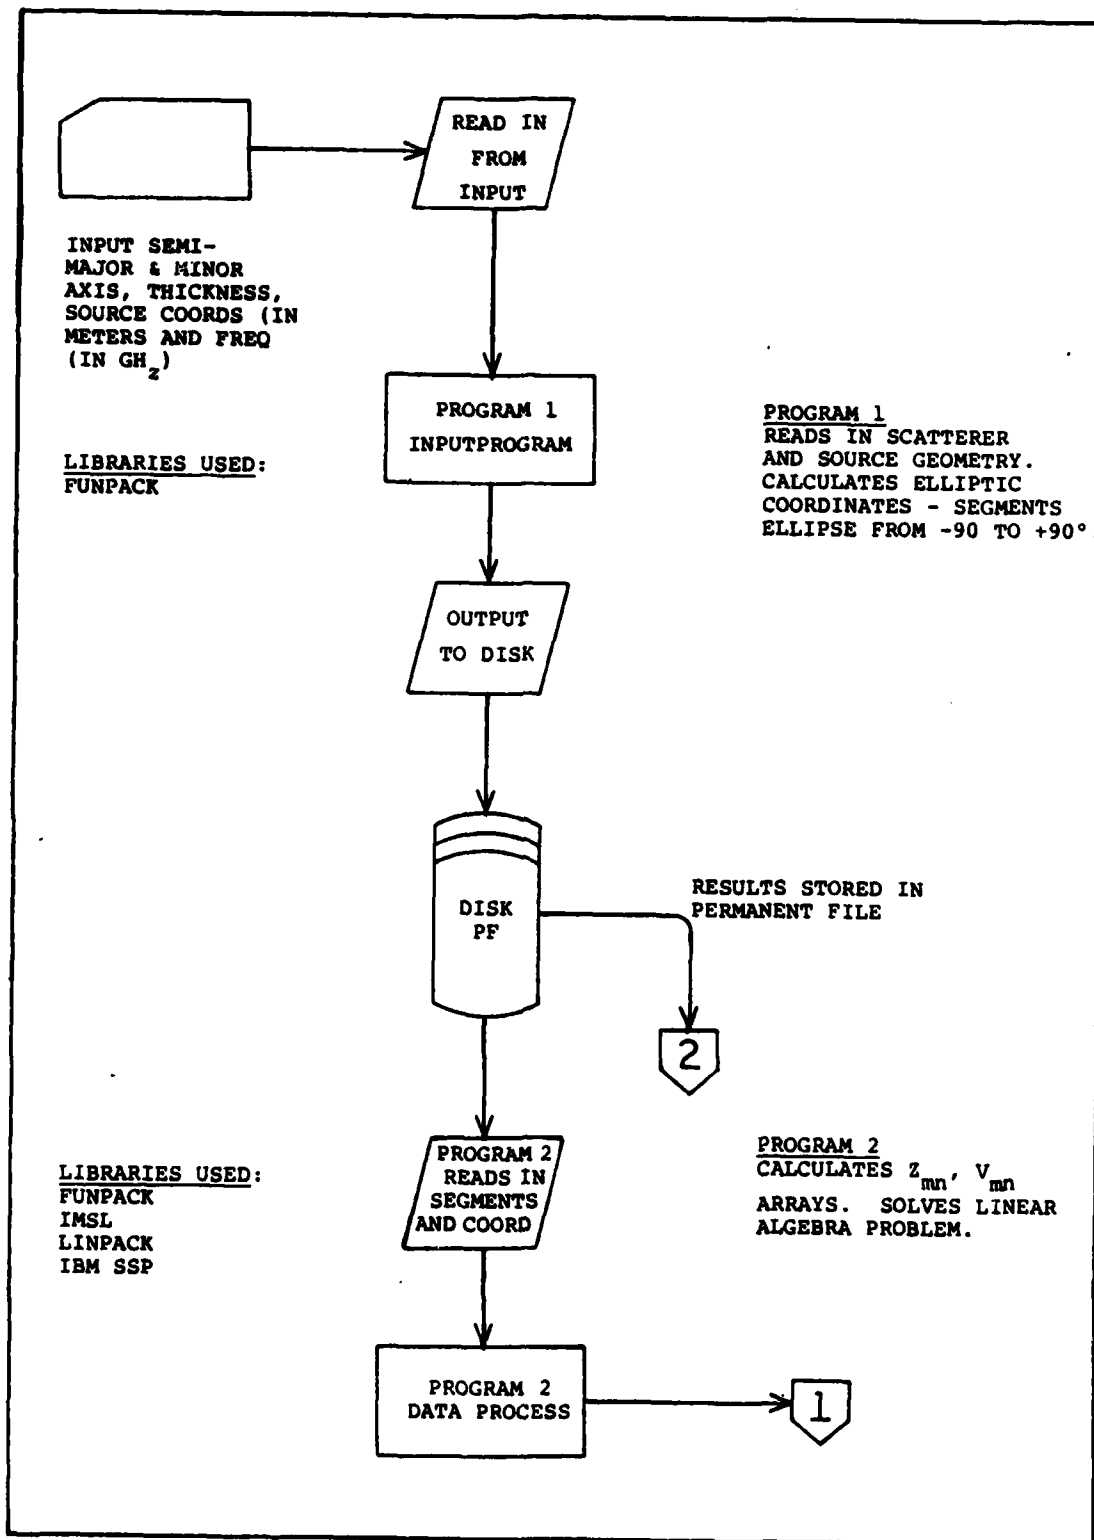 READ IN
FROM
INPUT
INPUT SEMI-
MAJOR & MINOR
AXIS, THICKNESS,
SOURCE COORDS (IN
METERS AND FREQ
(IN GHz)
PROGRAM 1
INPUTPROGRAM
PROGRAM 1
READS IN SCATTERER
AND SOURCE GEOMETRY.
CALCULATES ELLIPTIC
COORDINATES - SEGMENTS
ELLIPSE FROM -90 TO +90°
LIBRARIES USED:
FUNPACK
OUTPUT
TO DISK
DISK
PF
RESULTS STORED IN
PERMANENT FILE
2
PROGRAM 2
READS IN
SEGMENTS
AND COORD
PROGRAM 2
CALCULATES Zmn, Vmn
ARRAYS. SOLVES LINEAR
ALGEBRA PROBLEM.
LIBRARIES USED:
FUNPACK
IMSL
LINPACK
IBM SSP
PROGRAM 2
DATA PROCESS
1